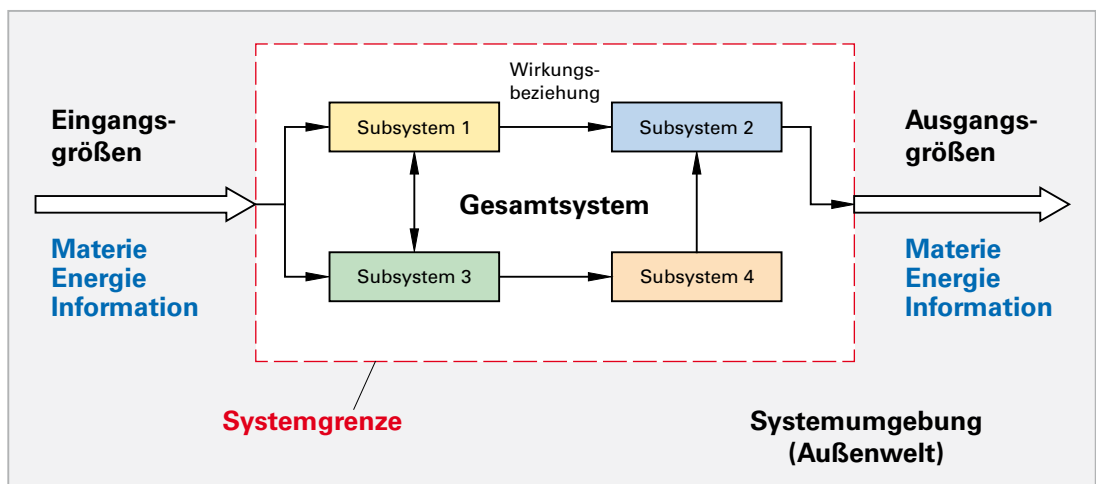 Wirkungs-
beziehung
Eingangs-
größen
Subsystem 1
Subsystem 2
Ausgangs-
größen
Gesamtsystem
Materie
Energie
Information
Subsystem 3
Subsystem 4
Materie
Energie
Information
Systemgrenze
Systemumgebung
(Außenwelt)